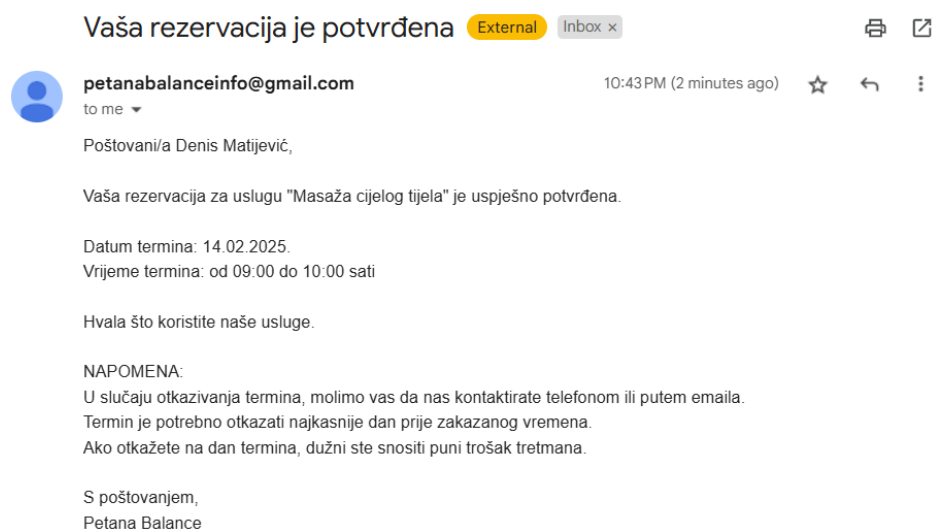 Vaša rezervacija je potvrđena External Inbox ×
petanabalanceinfo@gmail.com 10:43 PM (2 minutes ago)
to me
Poštovani/a Denis Matijević,
Vaša rezervacija za uslugu "Masaža cijelog tijela" je uspješno potvrđena.
Datum termina: 14.02.2025.
Vrijeme termina: od 09:00 do 10:00 sati
Hvala što koristite naše usluge.
NAPOMENA:
U slučaju otkazivanja termina, molimo vas da nas kontaktirate telefonom ili putem emaila.
Termin je potrebno otkazati najkasnije dan prije zakazanog vremena.
Ako otkažete na dan termina, dužni ste snositi puni trošak tretmana.
S poštovanjem,
Petana Balance